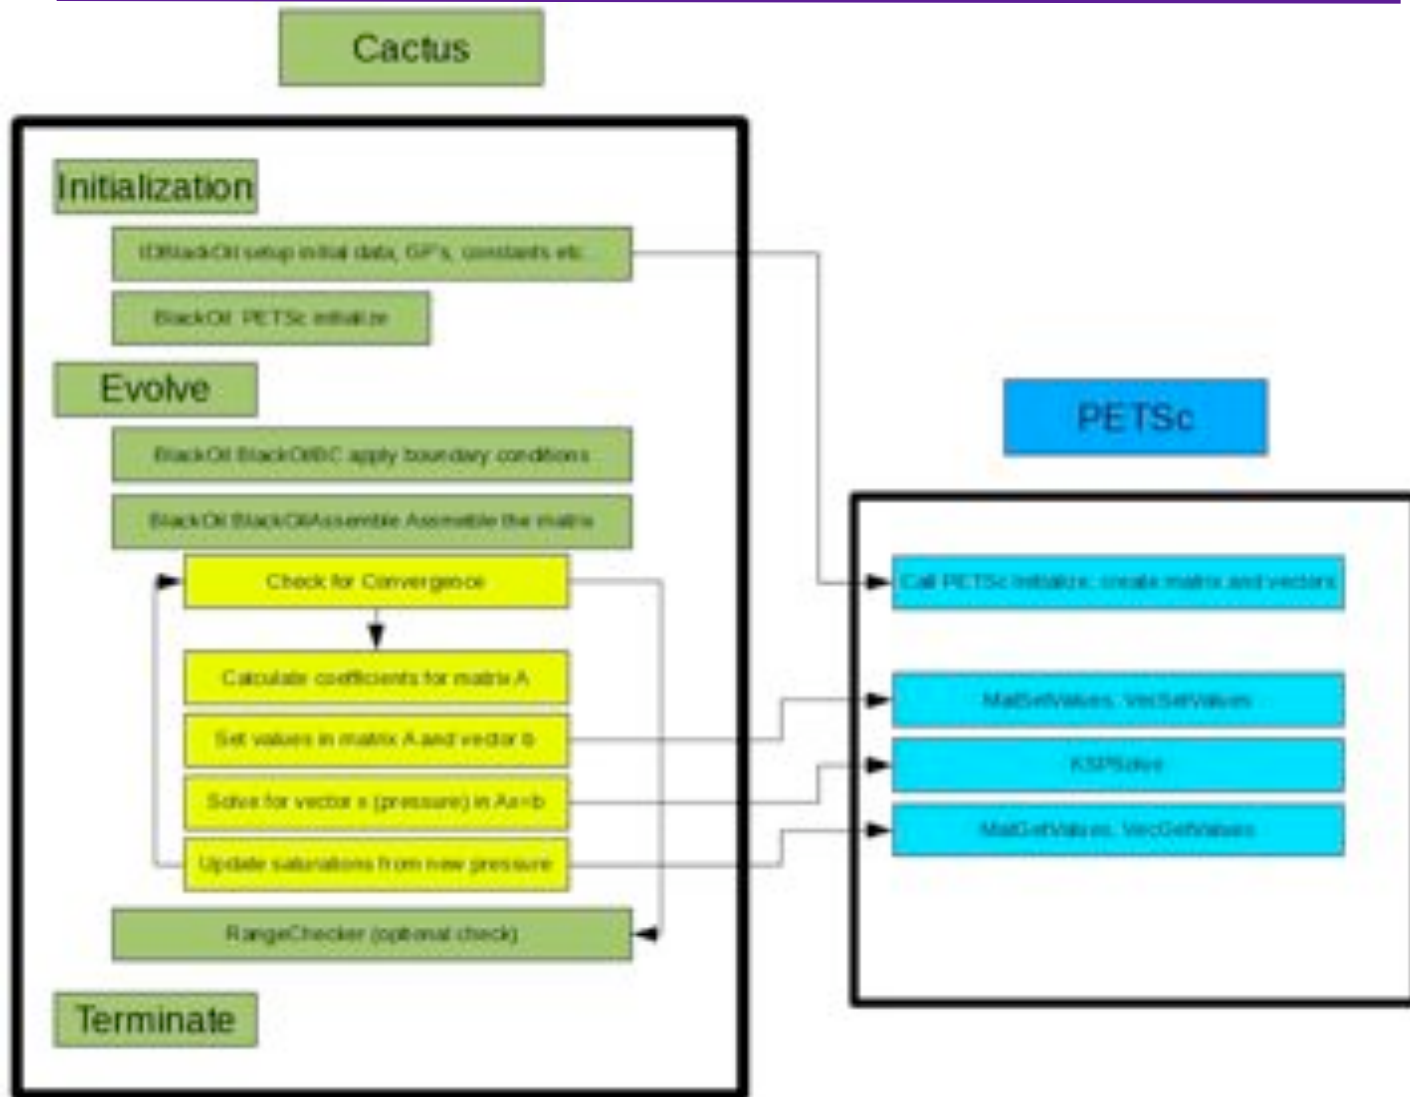 Cactus
Initialization
IDBlackOil setup initial data, GF's, constants etc.
BlackOil PETSc initialize
Evolve
BlackOil BlackOilBC apply boundary conditions
BlackOil BlackOilAssemble the matrix
Check for Convergence
Calculate coefficients for matrix A
Set values in matrix A and vector b
Solve for vector x (pressure) in Ax=b
Update saturations from new pressure
RangeChecker (optional check)
Terminate
PETSc
Call PETSc Initialize, create matrix and vectors
MatSetValues, VecSetValues
KSPSolve
MatGetValues, VecGetValues